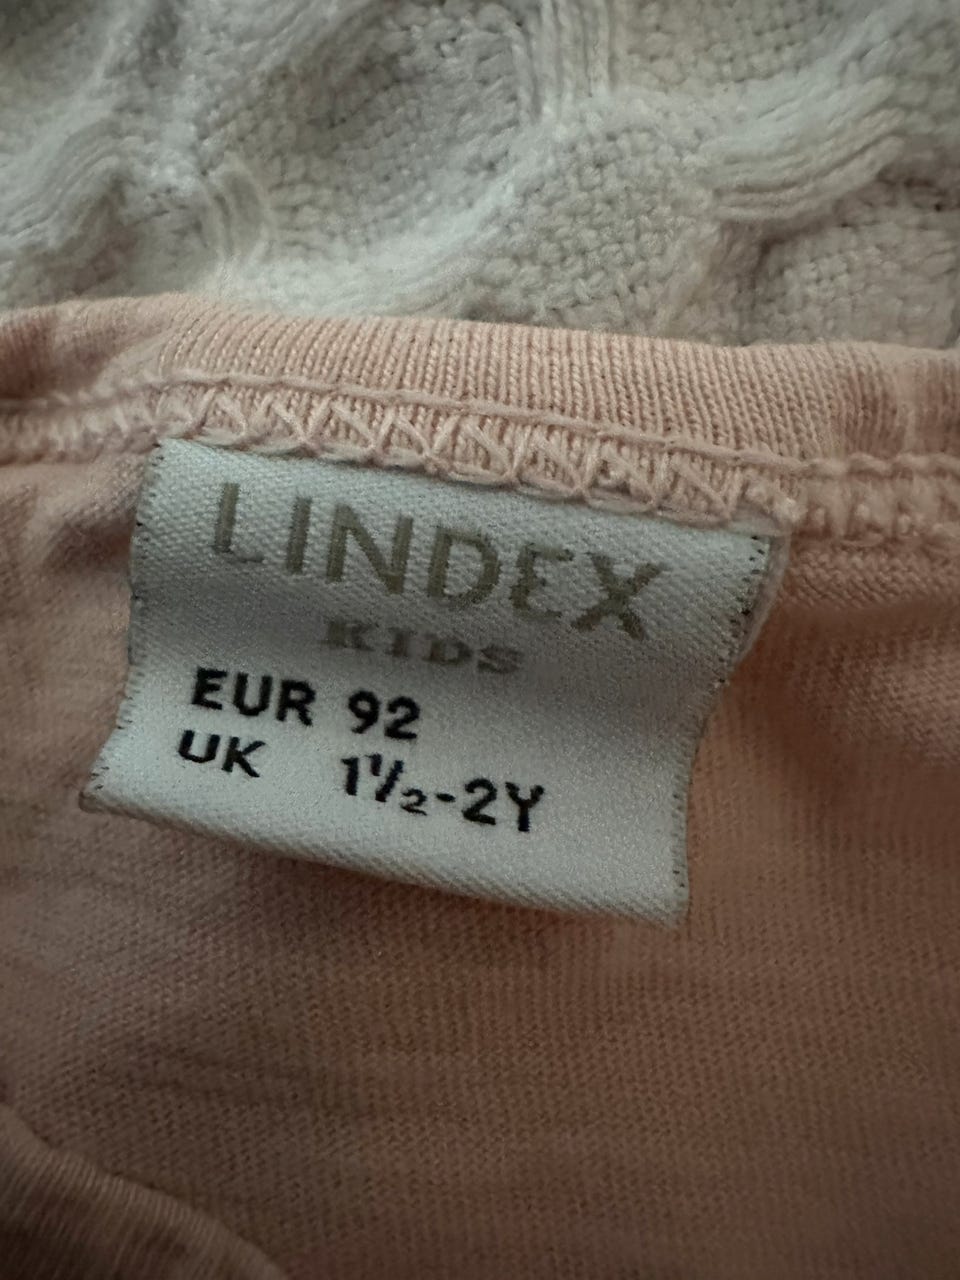 LINDEX
KIDS
EUR 92
UK 1½-2Y